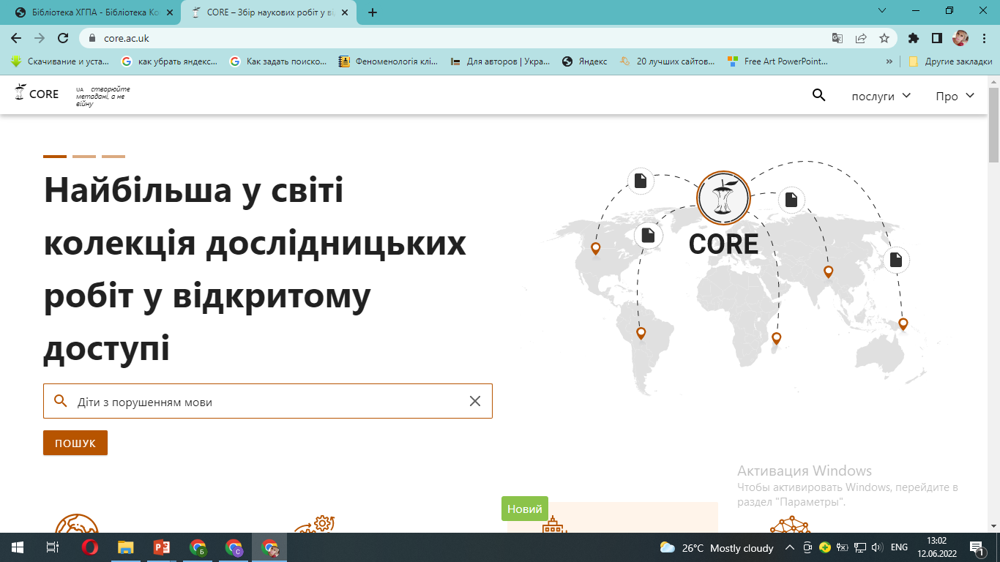 Бібліотека ХГПА - Бібліотека Ко
CORE – Збір наукових робіт у ві
core.ac.uk
Скачивание и уста...
как убрать яндекс...
Как задать поиско...
Феноменологія клі...
Для авторов | Укра...
Яндекс
20 лучших сайтов...
Free Art PowerPoint...
»
Другие закладки
CORE
UA створюйте
метадані, а не
війну
послуги
Про
Найбільша у світі
колекція дослідницьких
робіт у відкритому
доступі
CORE
Діти з порушенням мови
ПОШУК
Активация Windows
Чтобы активировать Windows, перейдите в
раздел "Параметры".
Новий
26°C Mostly cloudy
ENG
13:02
12.06.2022
1